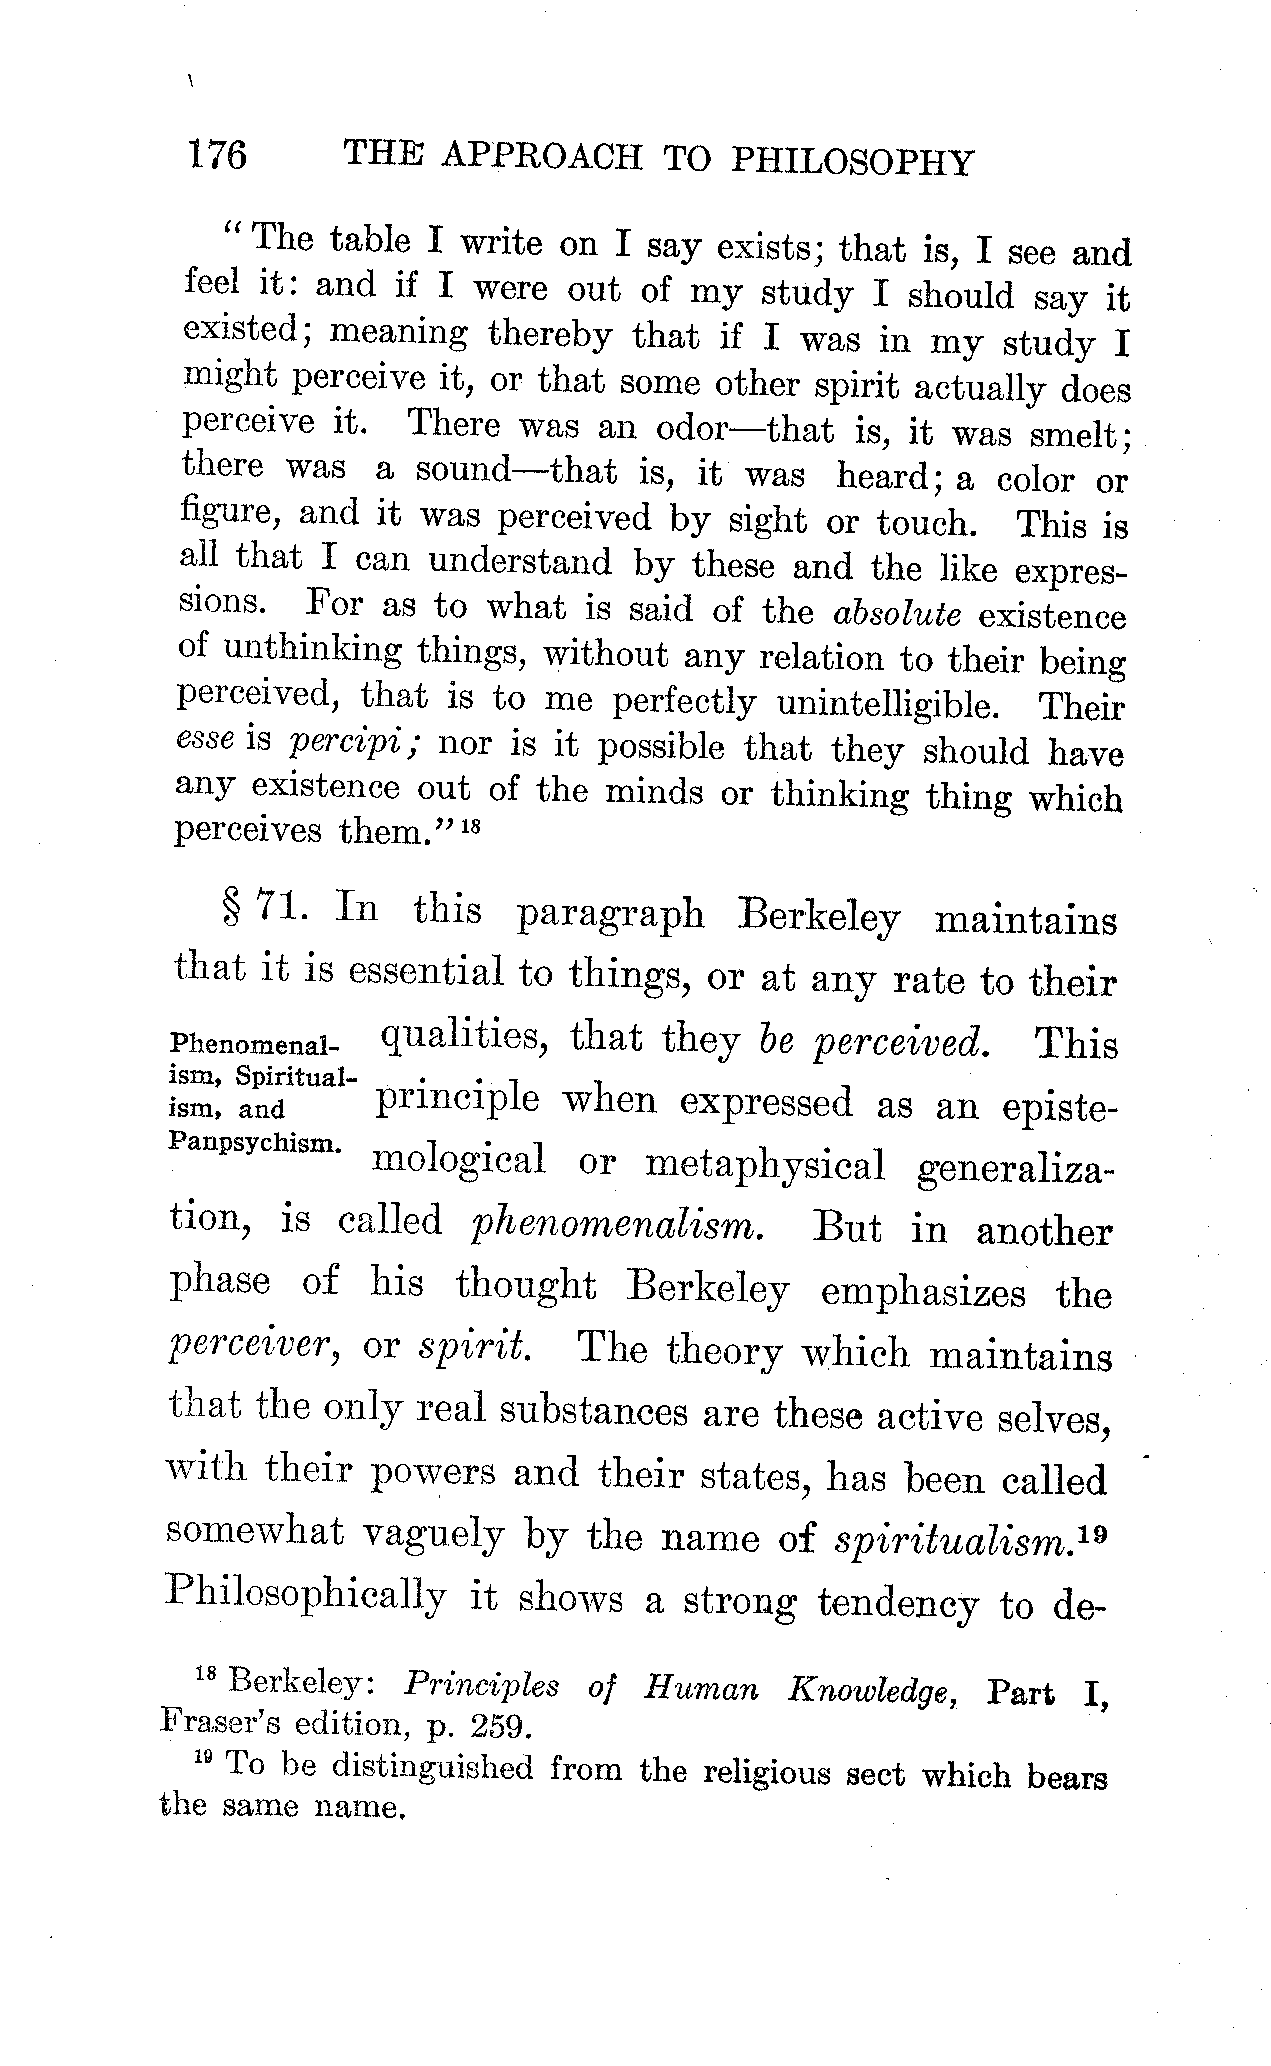 176 THE APPROACH TO PHILOSOPHY
“The table I write on I say exists; that is, I see and
feel it: and if I were out of my study I should say it
existed; meaning thereby that if I was in my study I
might perceive it, or that some other spirit actually does
perceive it. There was an odor—that is, it was smelt;
there was a sound—that is, it was heard; a color or
figure, and it was perceived by sight or touch. This is
all that I can understand by these and the like expres-
sions. For as to what is said of the absolute existence
of unthinking things, without any relation to their being
perceived, that is to me perfectly unintelligible. Their
esse is percipi; nor is it possible that they should have
any existence out of the minds or thinking thing which
perceives them.” 18
§ 71. In this paragraph Berkeley maintains
that it is essential to things, or at any rate to their
Phenomenal-
ism, Spiritual-
ism, and
Panpsychism.
qualities, that they be perceived. This
principle when expressed as an episte-
mological or metaphysical generaliza-
tion, is called phenomenalism. But in another
phase of his thought Berkeley emphasizes the
perceiver, or spirit. The theory which maintains
that the only real substances are these active selves,
with their powers and their states, has been called
somewhat vaguely by the name of spiritualism.19
Philosophically it shows a strong tendency to de-
18 Berkeley: Principles of Human Knowledge, Part I,
Fraser's edition, p. 259.
19 To be distinguished from the religious sect which bears
the same name.